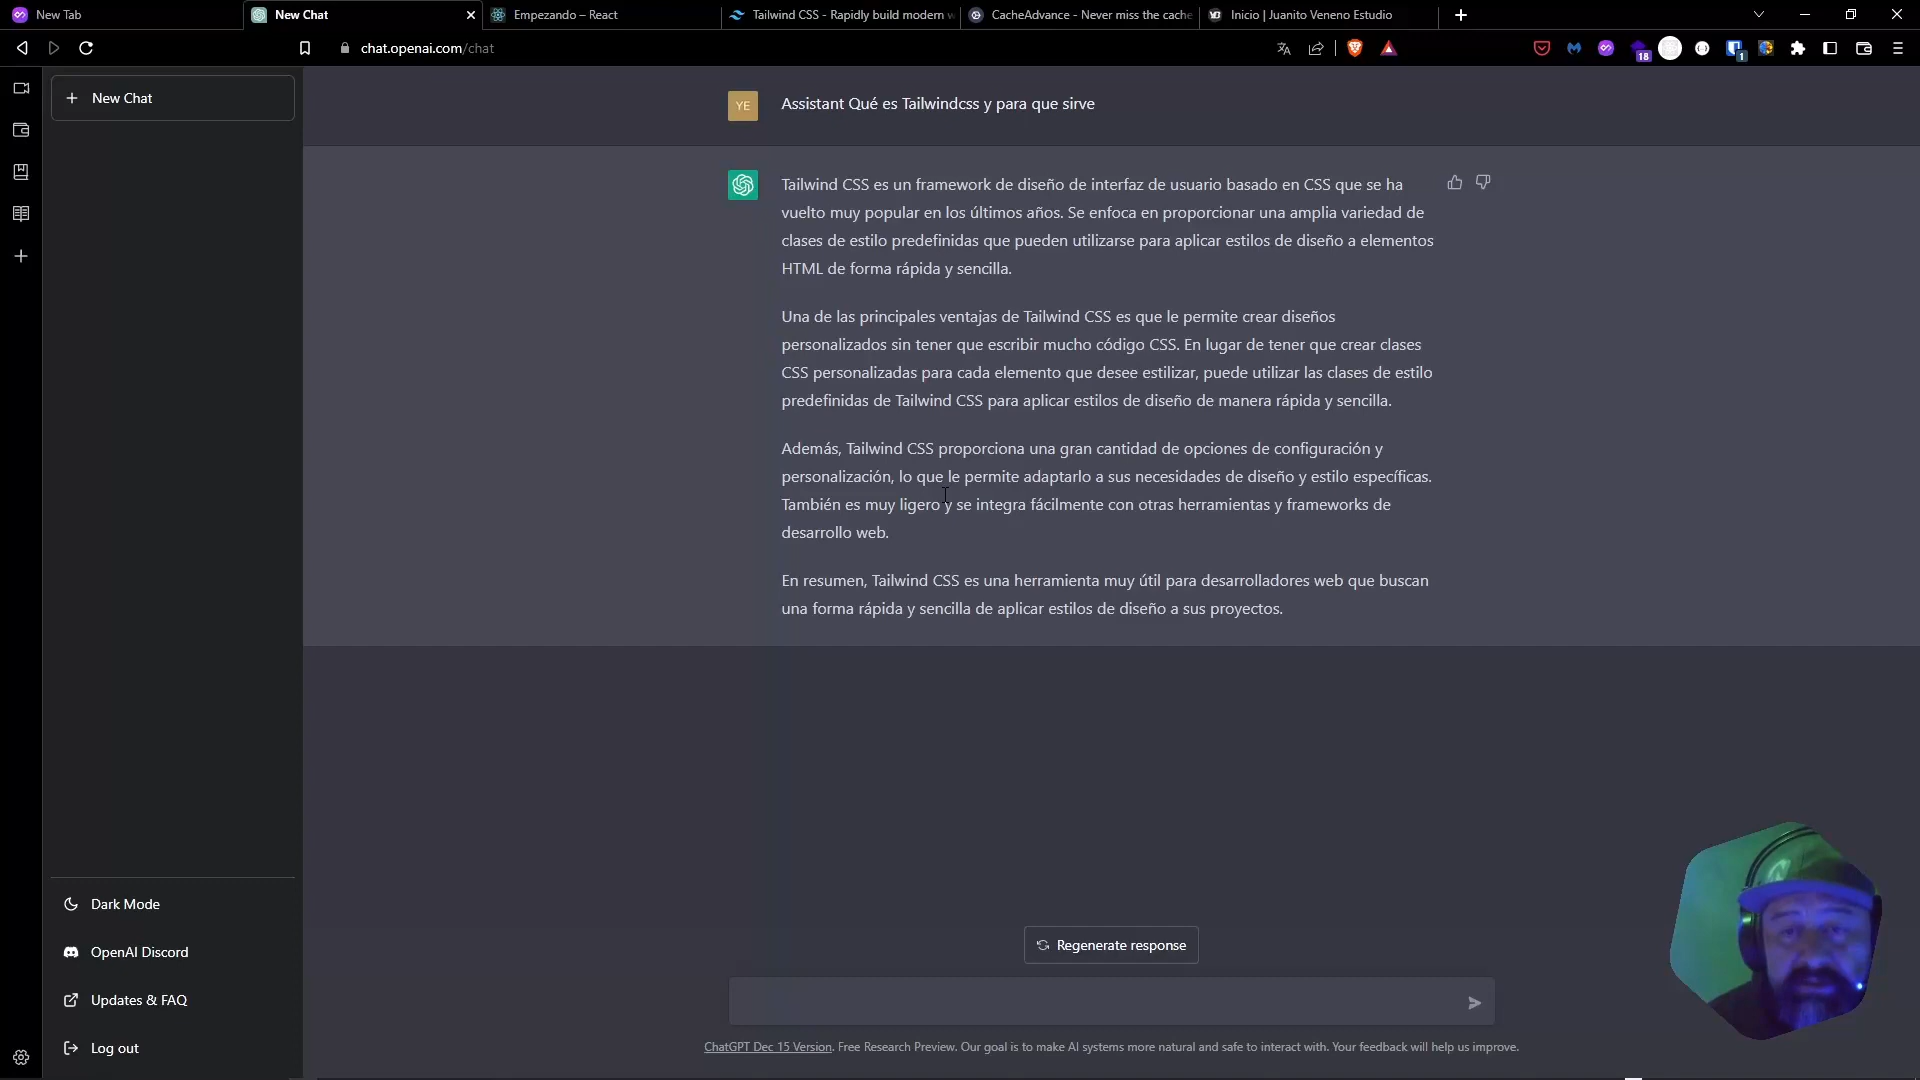 New Tab
New Chat
Empezando – React
Tailwind CSS - Rapidly build modern w
CacheAdvance - Never miss the cache
Inicio | Juanito Veneno Estudio
chat.openai.com/chat
18
1
New Chat
YE
Assistant Qué es Tailwindcss y para que sirve
Tailwind CSS es un framework de diseño de interfaz de usuario basado en CSS que se ha
vuelto muy popular en los últimos años. Se enfoca en proporcionar una amplia variedad de
clases de estilo predefinidas que pueden utilizarse para aplicar estilos de diseño a elementos
HTML de forma rápida y sencilla.
Una de las principales ventajas de Tailwind CSS es que le permite crear diseños
personalizados sin tener que escribir mucho código CSS. En lugar de tener que crear clases
CSS personalizadas para cada elemento que desee estilizar, puede utilizar las clases de estilo
predefinidas de Tailwind CSS para aplicar estilos de diseño de manera rápida y sencilla.
Además, Tailwind CSS proporciona una gran cantidad de opciones de configuración y
personalización, lo que le permite adaptarlo a sus necesidades de diseño y estilo específicas.
También es muy ligero y se integra fácilmente con otras herramientas y frameworks de
desarrollo web.
En resumen, Tailwind CSS es una herramienta muy útil para desarrolladores web que buscan
una forma rápida y sencilla de aplicar estilos de diseño a sus proyectos.
Dark Mode
OpenAI Discord
Updates & FAQ
Log out
Regenerate response
ChatGPT Dec 15 Version. Free Research Preview. Our goal is to make AI systems more natural and safe to interact with. Your feedback will help us improve.